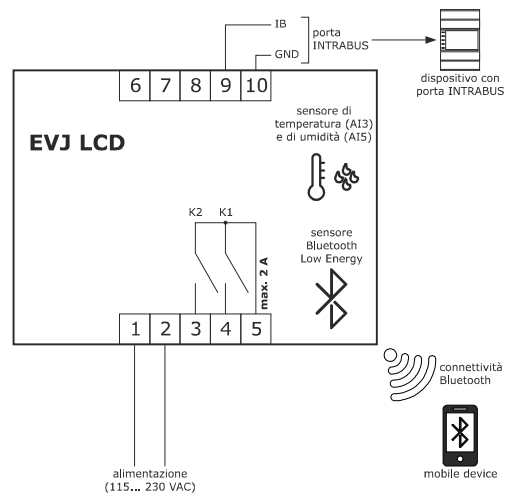 IB
GND
porta
INTRABUS
dispositivo con
porta INTRABUS
6 7 8 9 10
EVJ LCD
sensore di
temperatura (AI3)
e di umidità (AI5)
K2 K1
max. 2 A
sensore
Bluetooth
Low Energy
1 2 3 4 5
connettività
Bluetooth
mobile device
alimentazione
(115... 230 VAC)